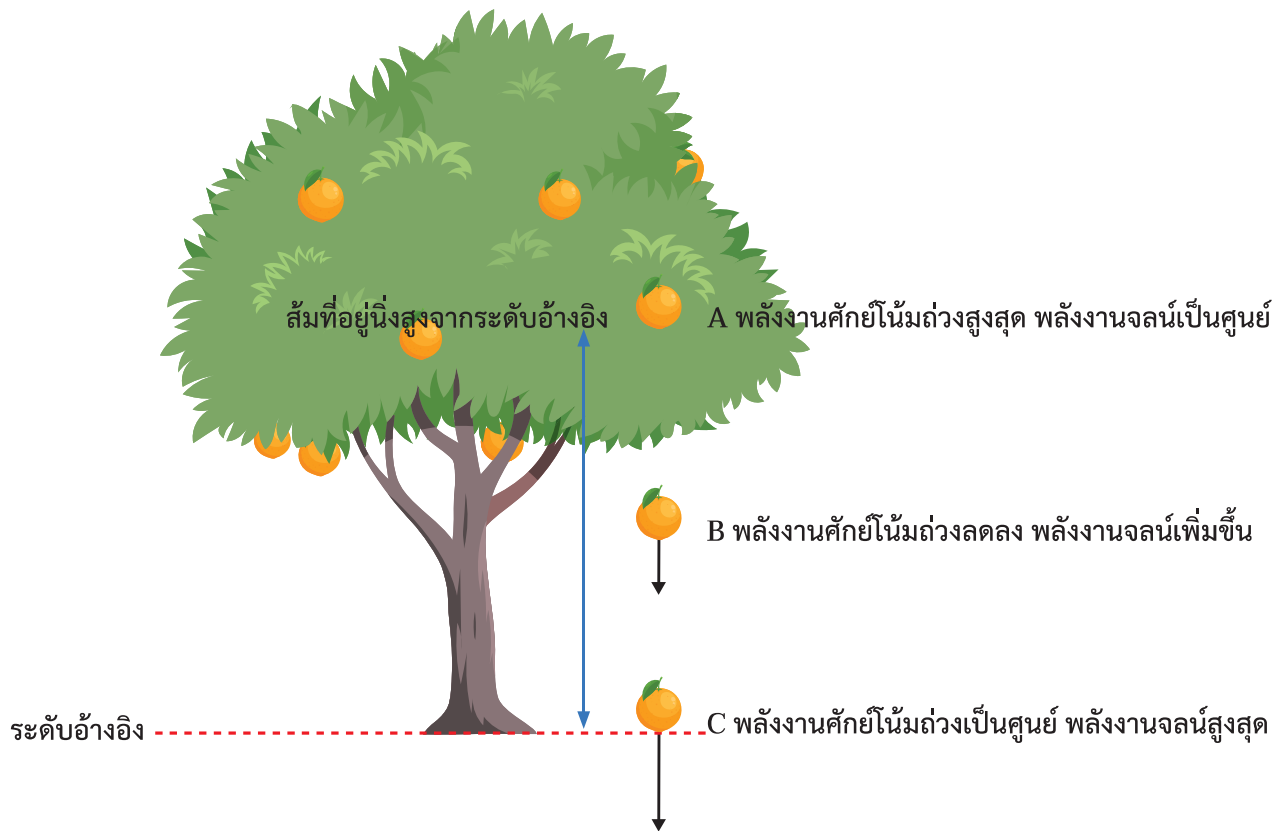 ส้มที่อยู่นิ่งสูงจากระดับอ้างอิง
A พลังงานศักย์โน้มถ่วงสูงสุด พลังงานจลน์เป็นศูนย์
B พลังงานศักย์โน้มถ่วงลดลง พลังงานจลน์เพิ่มขึ้น
ระดับอ้างอิง
C พลังงานศักย์โน้มถ่วงเป็นศูนย์ พลังงานจลน์สูงสุด